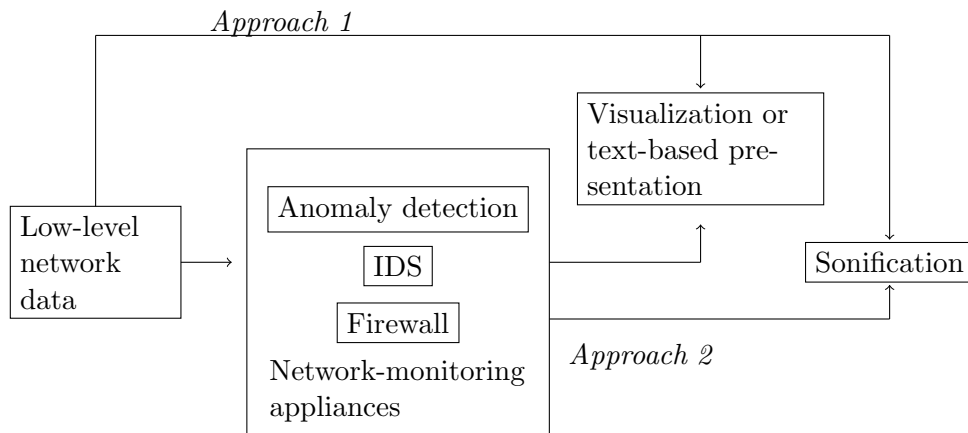 Approach 1
Visualization or
text-based pre-
sentation
Anomaly detection
Low-level
network
data
IDS
Sonification
Firewall
Approach 2
Network-monitoring
appliances